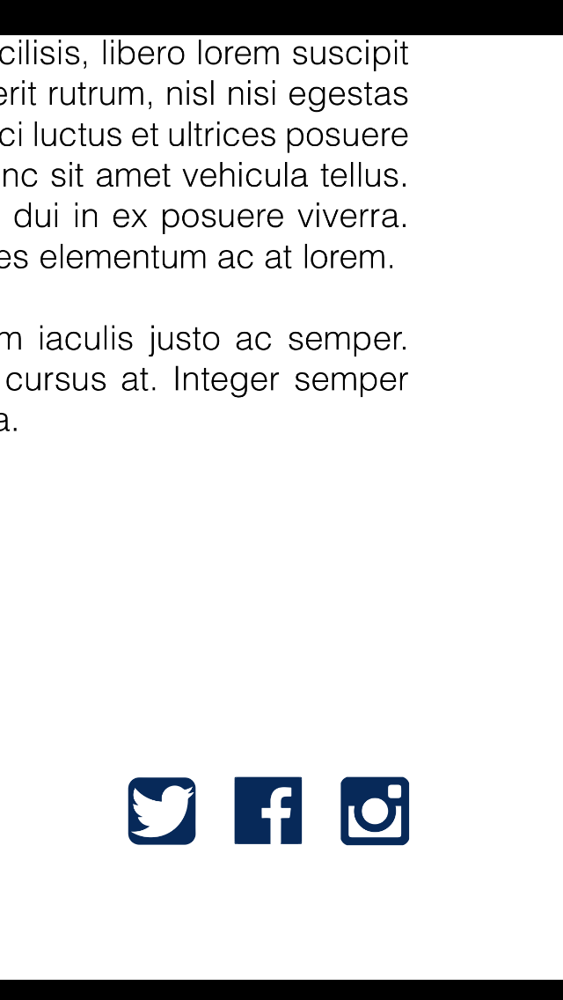 cilisis, libero lorem suscipit
erit rutrum, nisl nisi egestas
ci luctus et ultrices posuere
nc sit amet vehicula tellus.
dui in ex posuere viverra.
es elementum ac at lorem.
m iaculis justo ac semper.
cursus at. Integer semper
a.